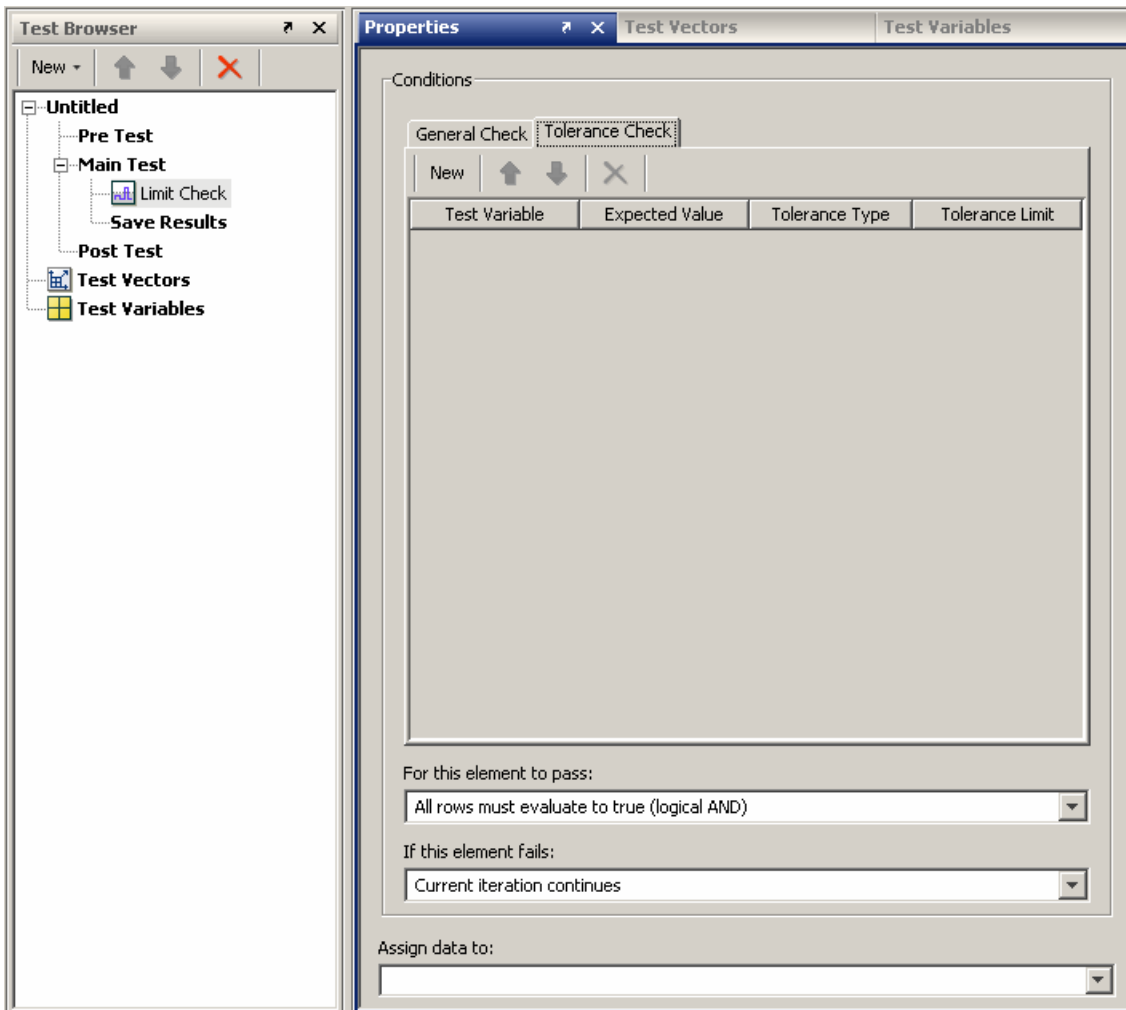 Test Browser
New
Untitled
Pre Test
Main Test
Limit Check
Save Results
Post Test
Test Vectors
Test Variables
Properties
Test Vectors
Test Variables
Conditions
General Check
Tolerance Check
New
Test Variable
Expected Value
Tolerance Type
Tolerance Limit
For this element to pass:
All rows must evaluate to true (logical AND)
If this element fails:
Current iteration continues
Assign data to: